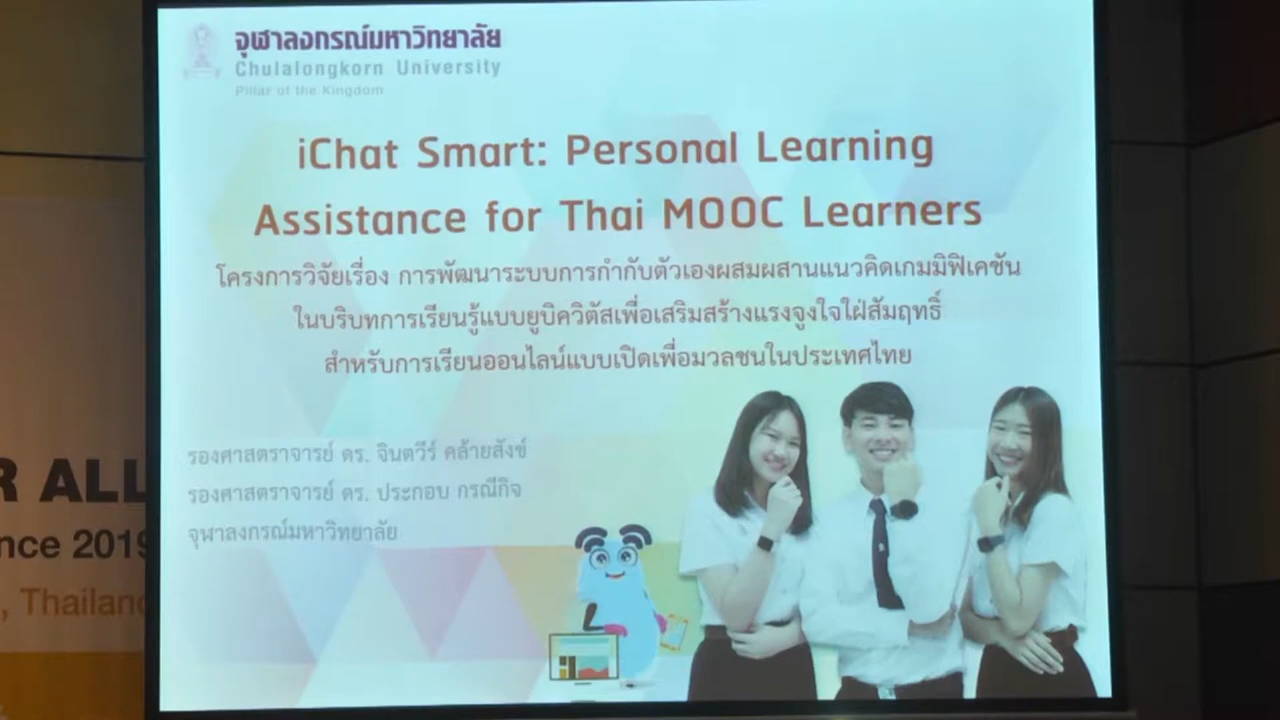 จุฬาลงกรณ์มหาวิทยาลัย
Chulalongkorn University
Pillar of the Kingdom
iChat Smart: Personal Learning
Assistance for Thai MOOC Learners
โครงการวิจัยเรื่อง การพัฒนาระบบการกำกับตัวเองผสมผสานแนวคิดเกมมิฟิเคชัน
ในบริบทการเรียนรู้แบบยูบิควิตัสเพื่อเสริมสร้างแรงจูงใจใฝ่สัมฤทธิ์
สำหรับการเรียนออนไลน์แบบเปิดเพื่อมวลชนในประเทศไทย
รองศาสตราจารย์ ดร. จินตวีร์ คล้ายสังข์
รองศาสตราจารย์ ดร. ประกอบ กรณีกิจ
จุฬาลงกรณ์มหาวิทยาลัย
R ALL
nce 2019
, Thailand